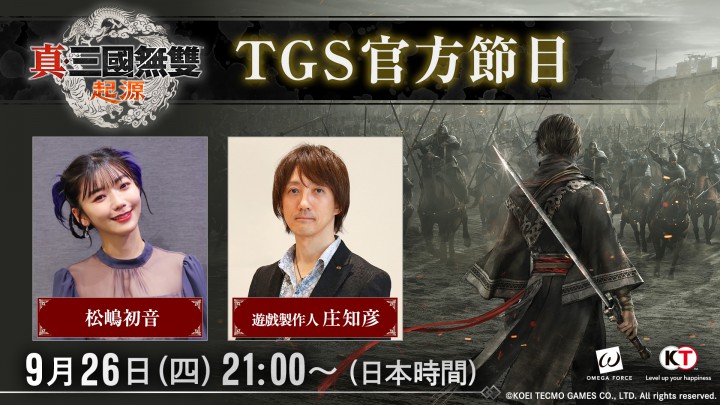 真・三國無雙
起源
TGS官方節目
松嶋初音
遊戲製作人 庄知彦
9月26日(四) 21:00～ (日本時間)
ω
OMEGA FORCE
KT
Level up your happiness
©KOEI TECMO GAMES CO., LTD. All rights reserved.